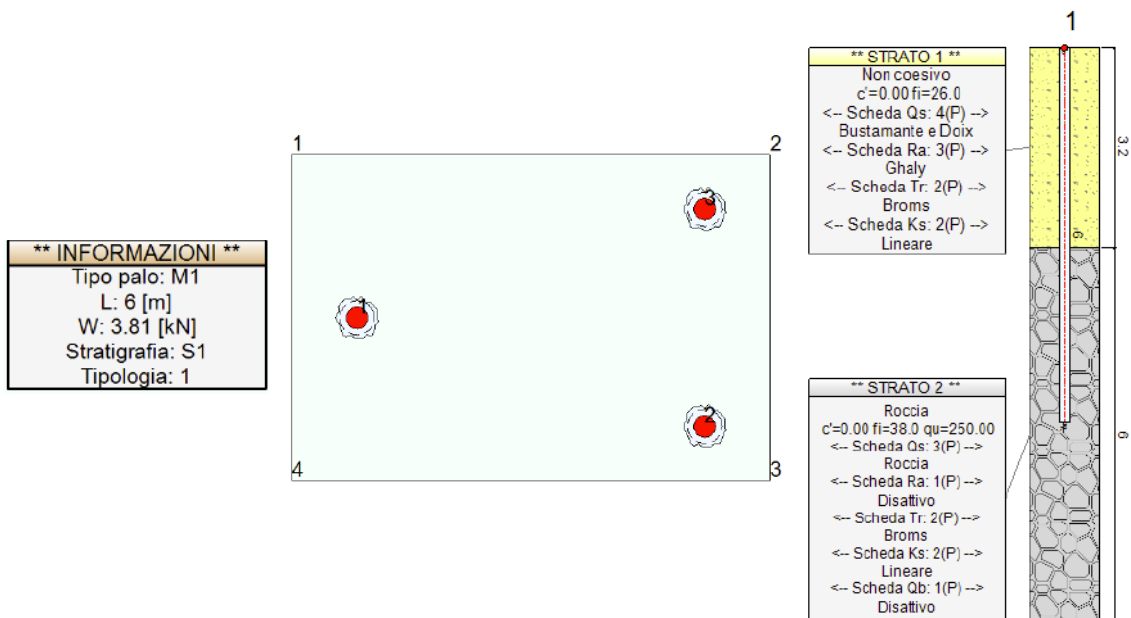 ** INFORMAZIONI **
Tipo palo: M1
L: 6 [m]
W: 3.81 [kN]
Stratigrafia: S1
Tipologia: 1
1
2
3
1
2
4
3
** STRATO 1 **
Non coesivo
c'=0.00 fi=26.0
<-- Scheda Qs: 4(P) -->
Bustamante e Doix
<-- Scheda Ra: 3(P) -->
Ghaly
<-- Scheda Tr: 2(P) -->
Broms
<-- Scheda Ks: 2(P) -->
Lineare
** STRATO 2 **
Roccia
c'=0.00 fi=38.0 qu=250.00
<-- Scheda Qs: 3(P) -->
Roccia
<-- Scheda Ra: 1(P) -->
Disattivo
<-- Scheda Tr: 2(P) -->
Broms
<-- Scheda Ks: 2(P) -->
Lineare
<-- Scheda Qb: 1(P) -->
Disattivo
1
3.2
6
6